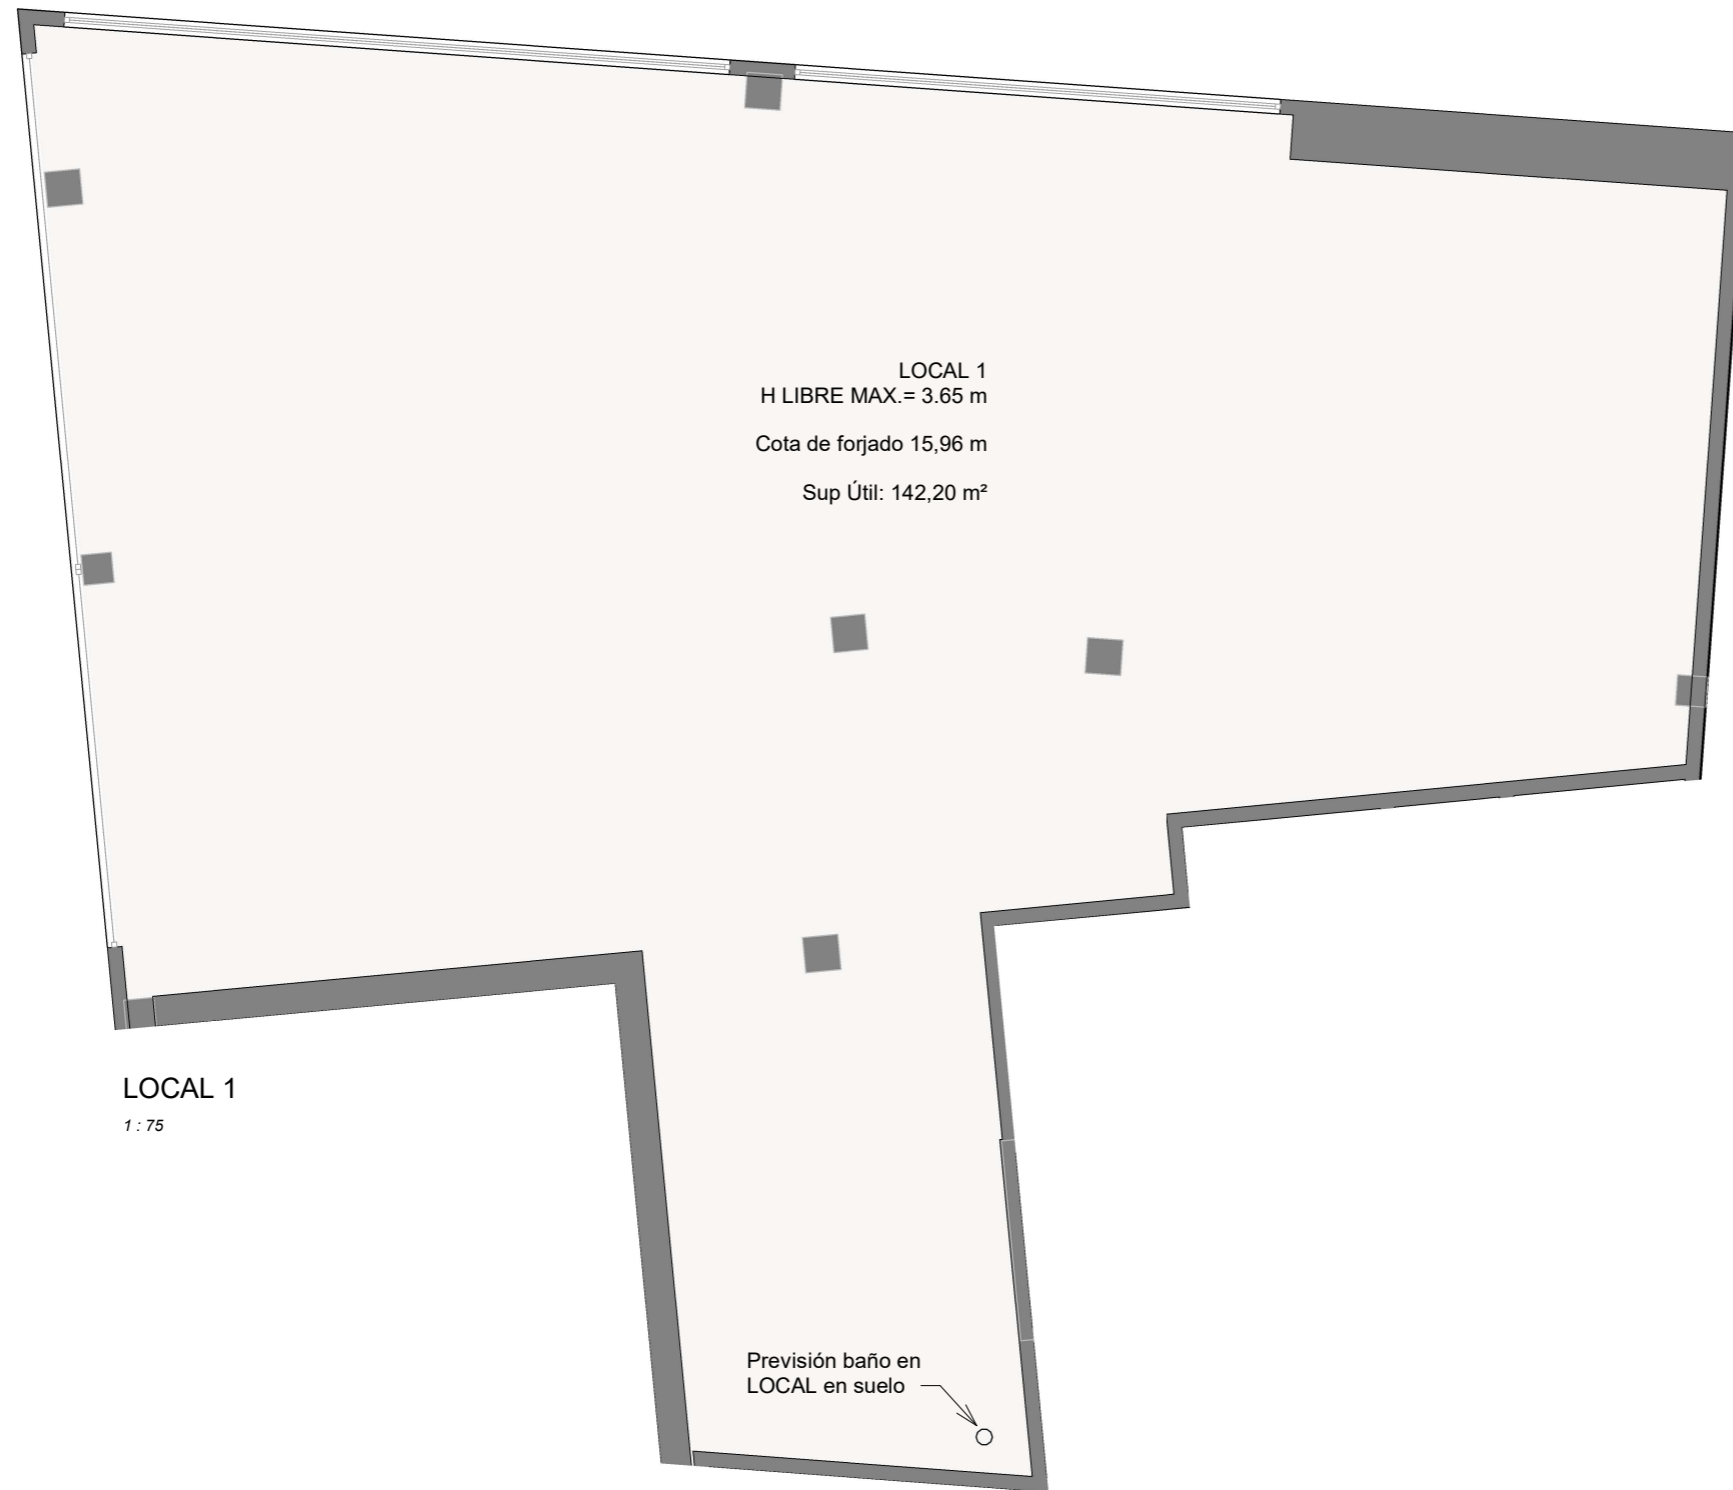 LOCAL 1
H LIBRE MAX.= 3.65 m
Cota de forjado 15,96 m
Sup Útil: 142,20 m²
LOCAL 1
1 : 75
Previsión baño en
LOCAL en suelo